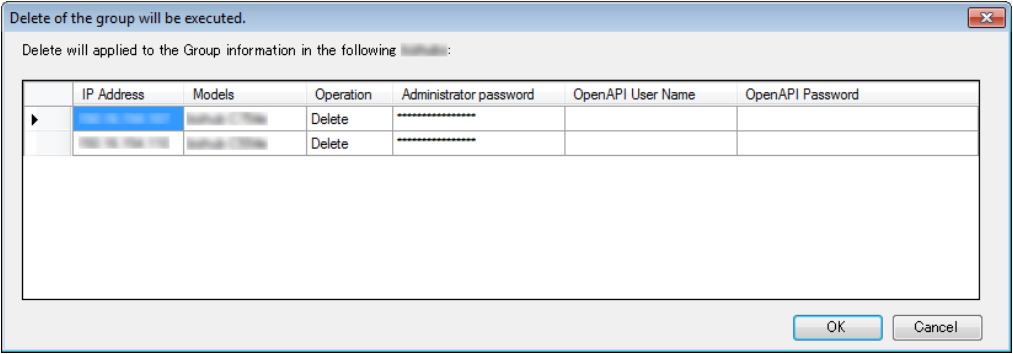 Delete of the group will be executed.
Delete will applied to the Group information in the following :
IP Address Models Operation Administrator password OpenAPI User Name OpenAPI Password
Delete ****************
Delete ****************
OK Cancel